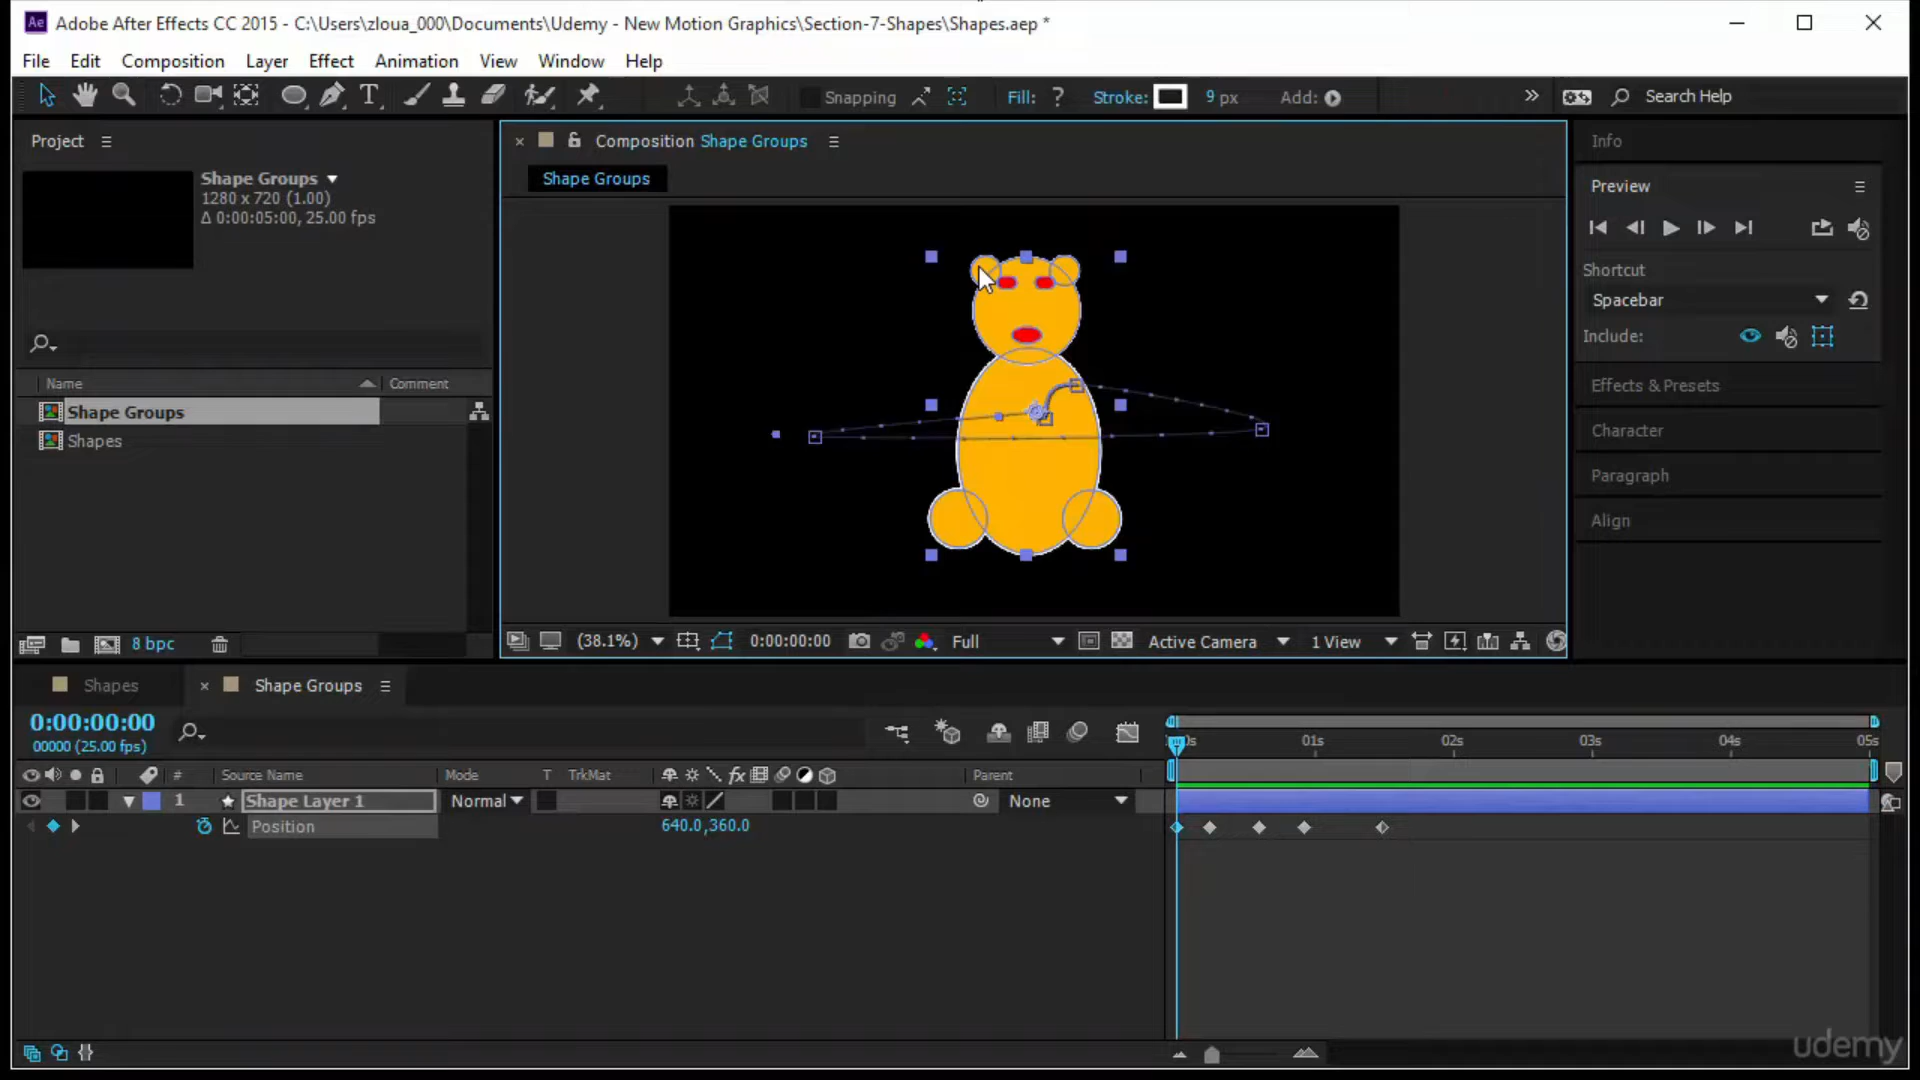 Ae Adobe After Effects CC 2015 - C:\Users\zloua_000\Documents\Udemy - New Motion Graphics\Section-7-Shapes\Shapes.aep *
File Edit Composition Layer Effect Animation View Window Help
T Snapping Fill: ? Stroke: 9 px Add: Search Help
Project
Shape Groups
1280 x 720 (1.00)
Δ 0:00:05:00, 25.00 fps
Name Comment
Shape Groups
Shapes
8 bpc
Composition Shape Groups
Shape Groups
(38.1%) 0:00:00:00 Full Active Camera 1 View
Info
Preview
Shortcut
Spacebar
Include:
Effects & Presets
Character
Paragraph
Align
Shapes Shape Groups
0:00:00:00
00000 (25.00 fps)
01s 02s 03s 04s 05s
# Source Name Mode T TrkMat fx Parent
1 Shape Layer 1 Normal None
Position 640.0,360.0
udemy